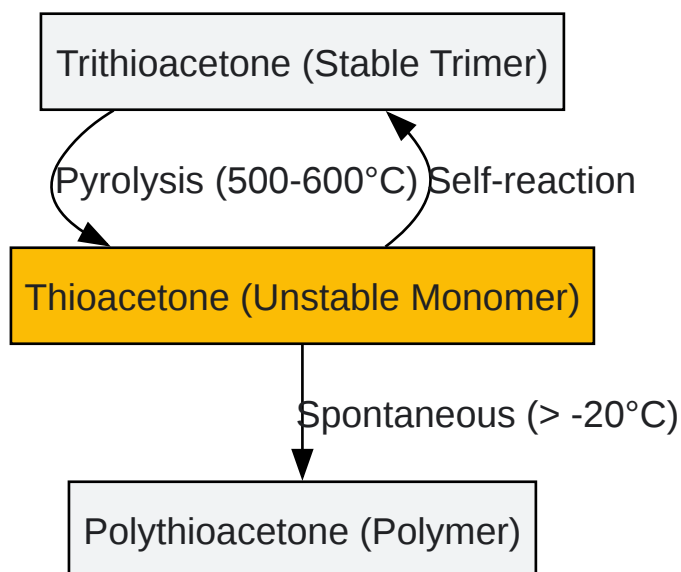 Trithioacetone (Stable Trimer)
Pyrolysis (500-600°C)
Self-reaction
Thioacetone (Unstable Monomer)
Spontaneous (> -20°C)
Polythioacetone (Polymer)